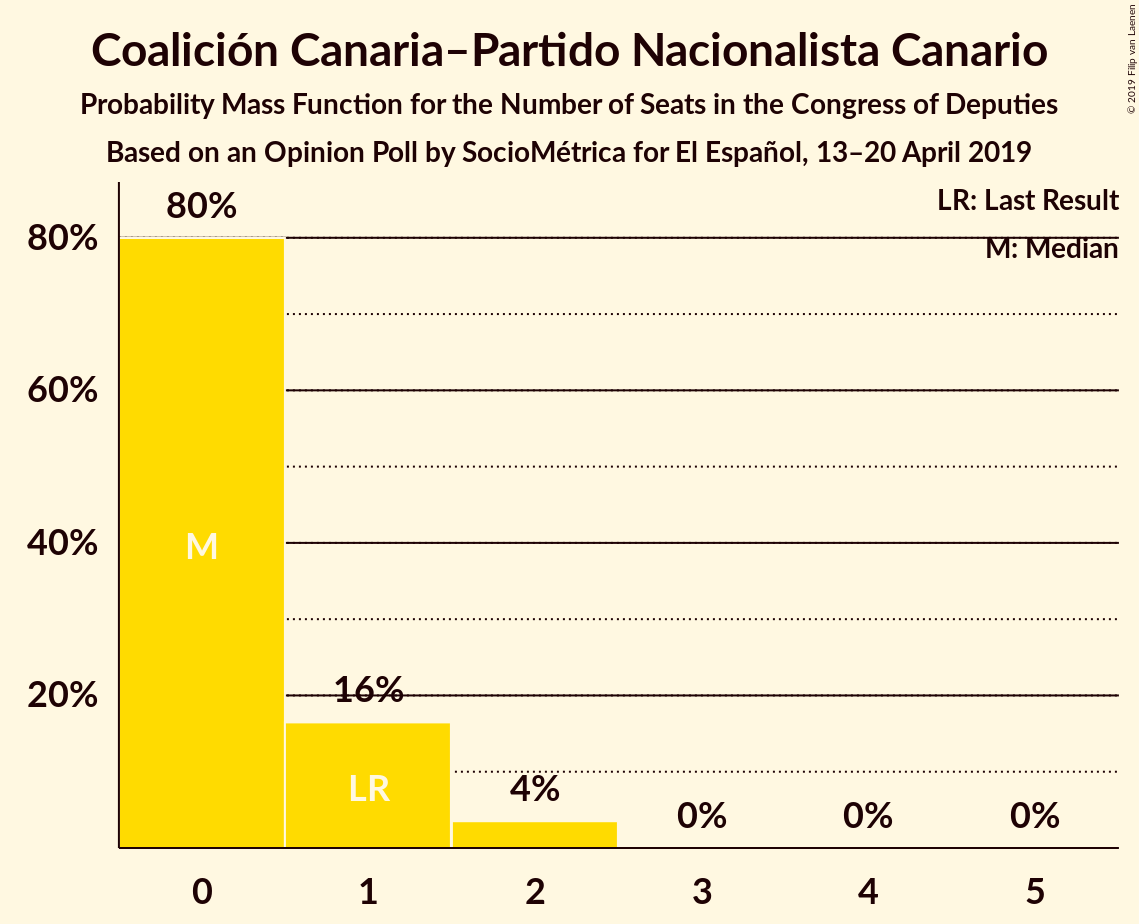 Coalición Canaria–Partido Nacionalista Canario
Probability Mass Function for the Number of Seats in the Congress of Deputies
Based on an Opinion Poll by SocioMétrica for El Español, 13–20 April 2019
© 2019 Filip van Laenen
LR: Last Result
M: Median
80%
80%
60%
40%
20%
M
16%
LR
4%
0%
0%
0%
0 1 2 3 4 5